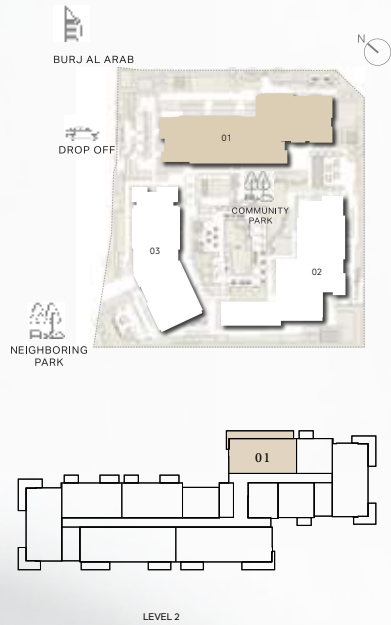 N
BURJ AL ARAB
DROP OFF
01
COMMUNITY
PARK
03
02
NEIGHBORING
PARK
01
LEVEL 2